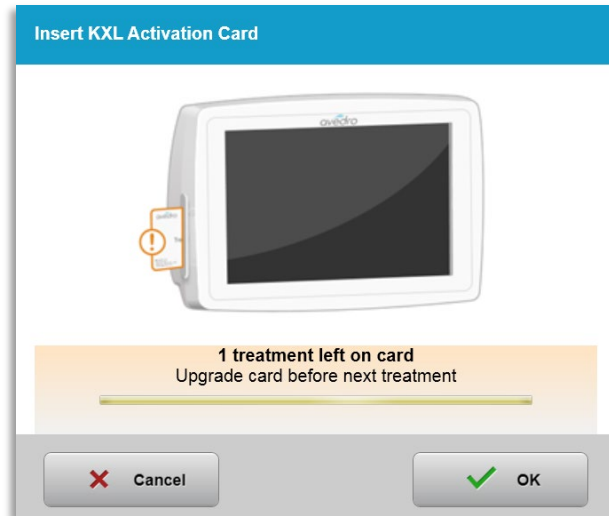 Insert KXL Activation Card
avedro
1 treatment left on card
Upgrade card before next treatment
Cancel
OK